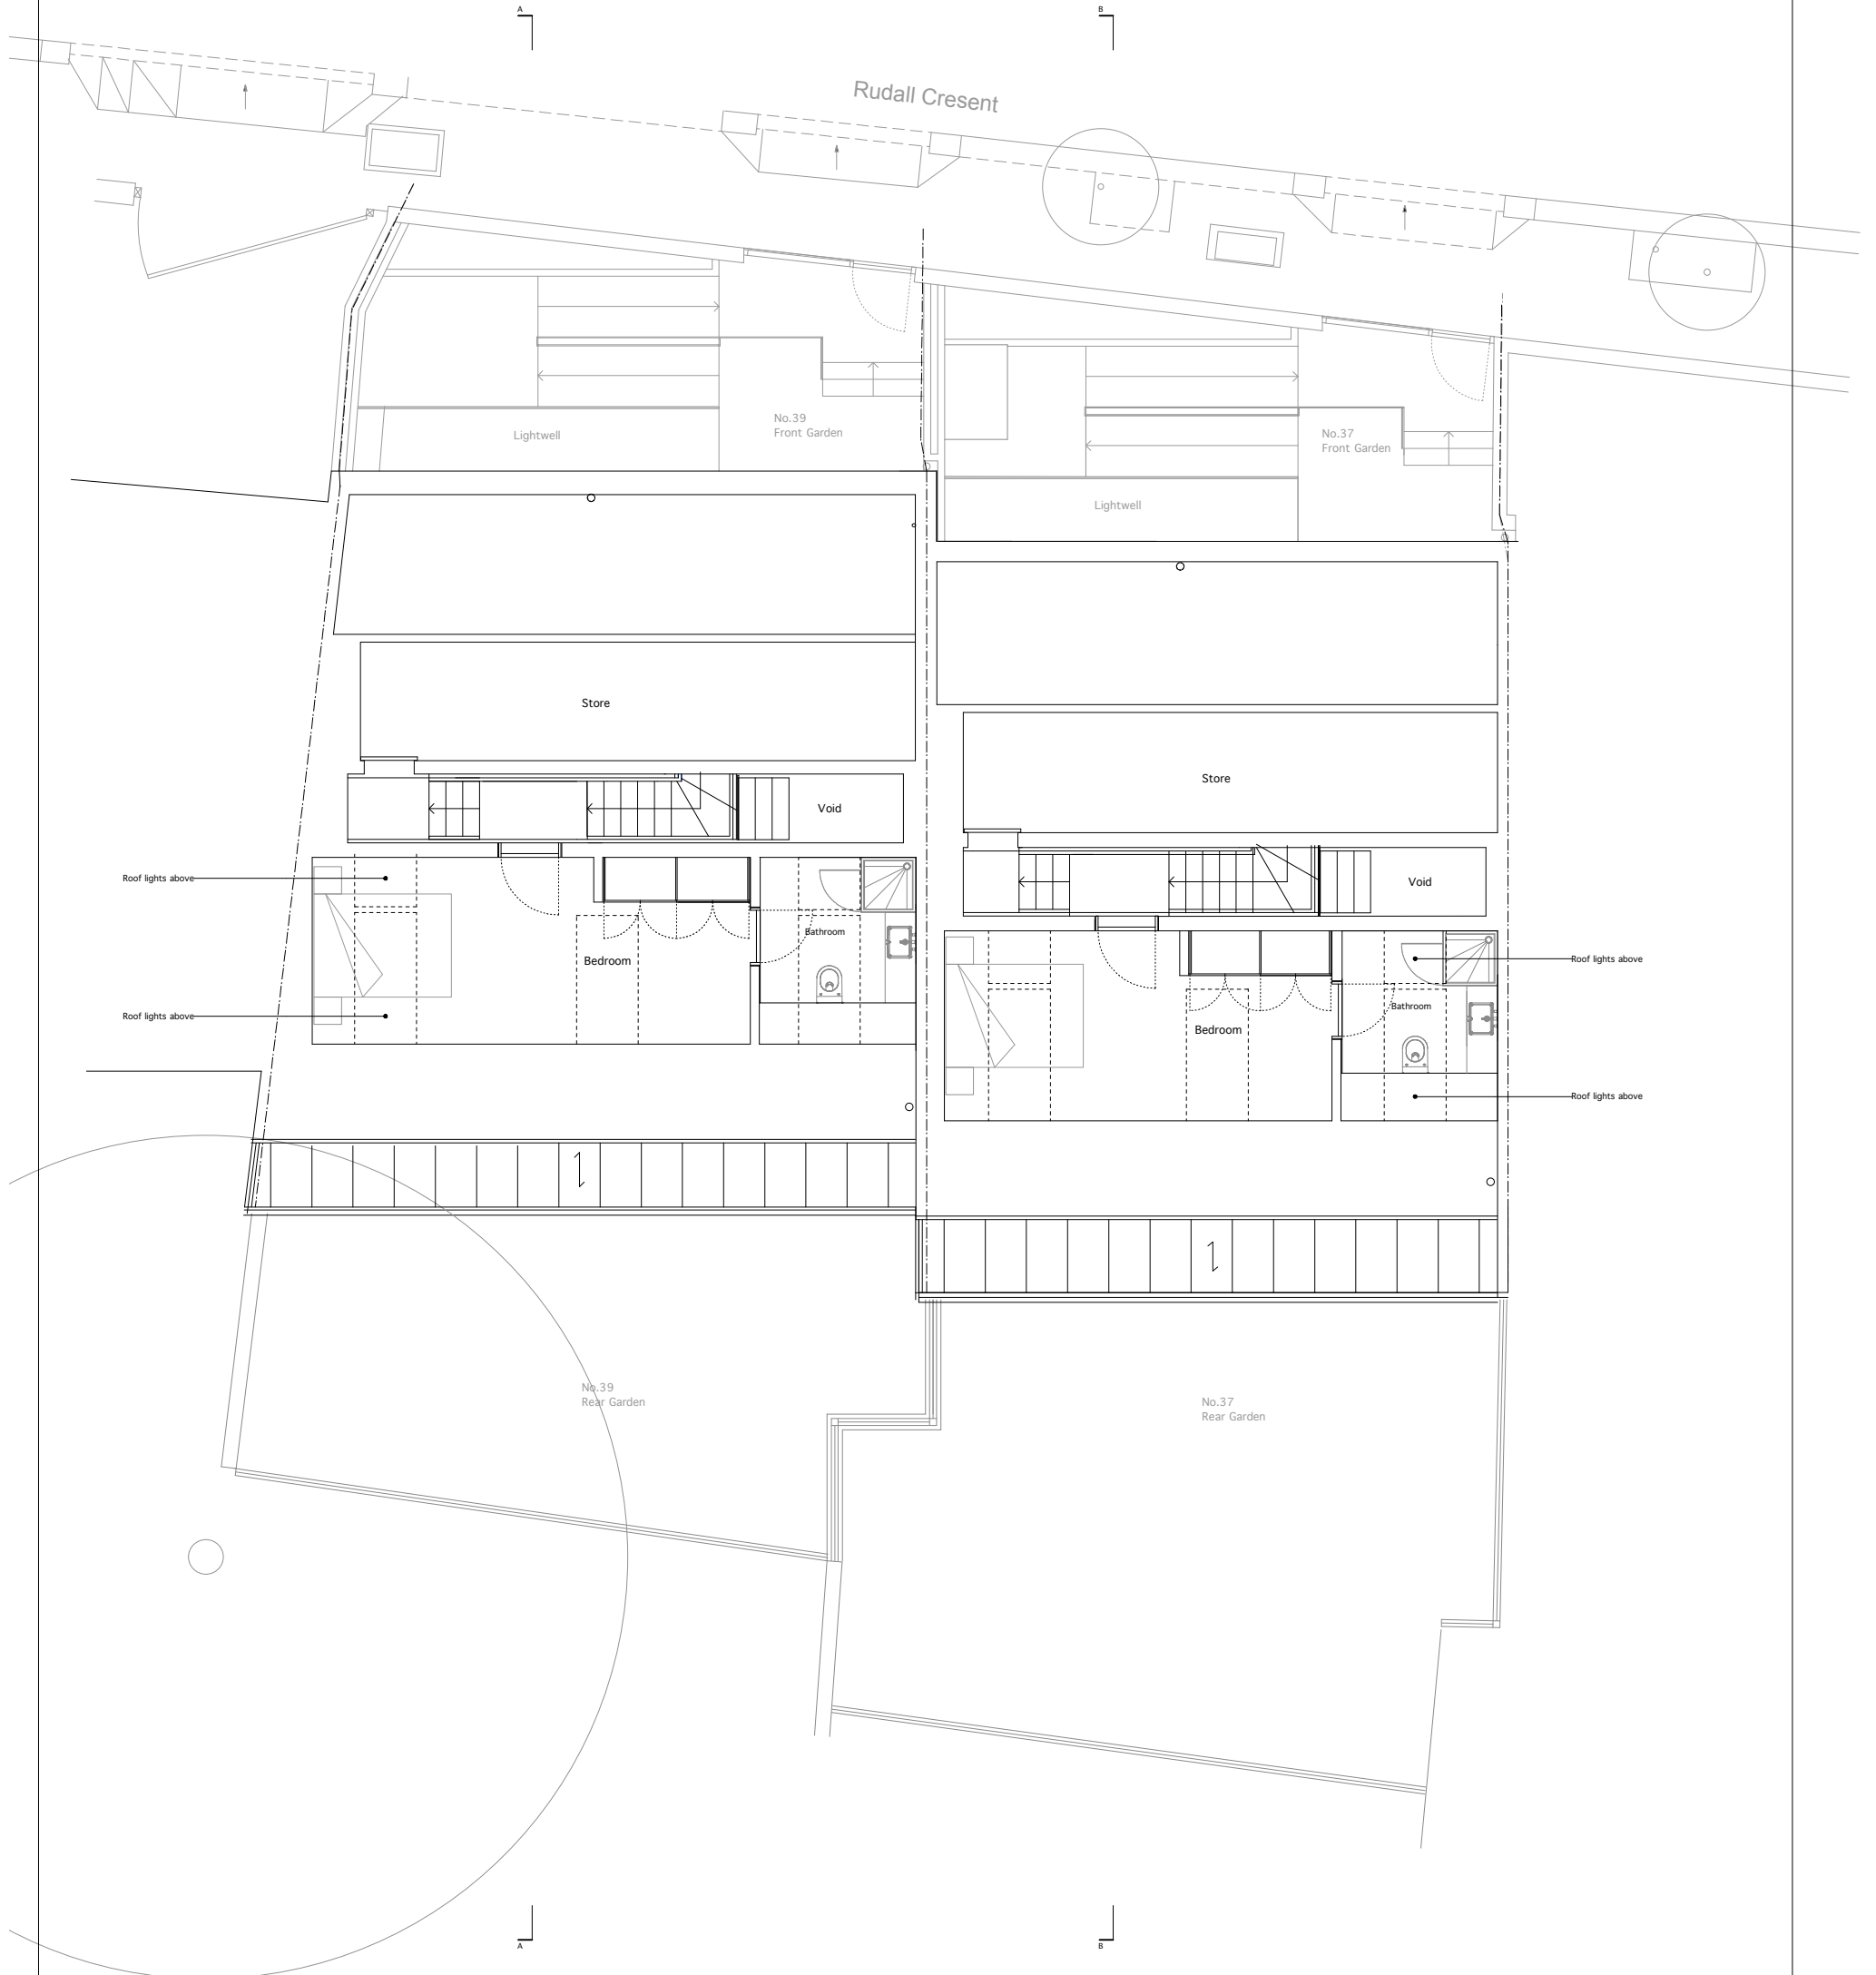 A
B
Rudall Cresent
No.39
Front Garden
Lightwell
No.37
Front Garden
Lightwell
Store
Store
Void
Void
Roof lights above
Bathroom
Bedroom
Roof lights above
Bathroom
Roof lights above
Bedroom
Roof lights above
No.39
Rear Garden
No.37
Rear Garden
A
B